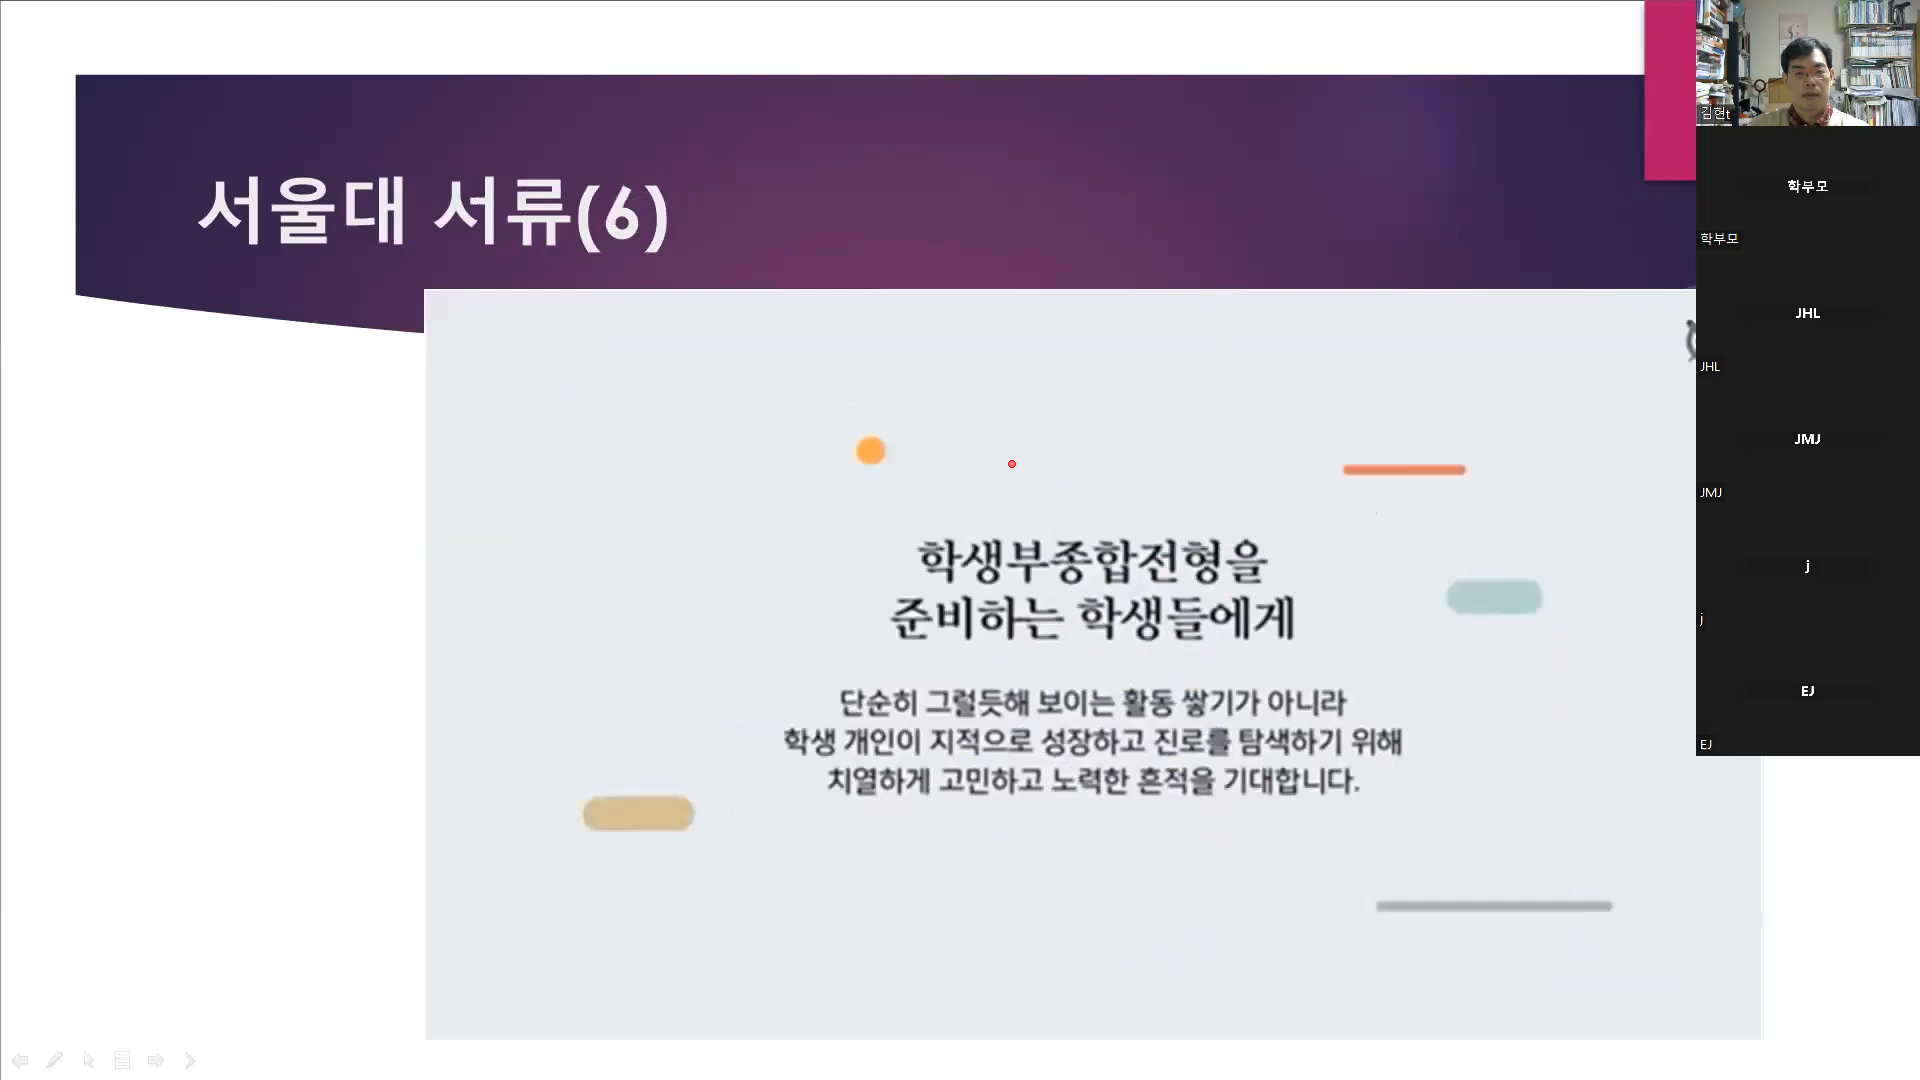 서울대 서류(6)
학생부종합전형을
준비하는 학생들에게
단순히 그럴듯해 보이는 활동 쌓기가 아니라
학생 개인이 지적으로 성장하고 진로를 탐색하기 위해
치열하게 고민하고 노력한 흔적을 기대합니다.
김현t
학부모
학부모
JHL
JHL
JMJ
JMJ
j
j
EJ
EJ